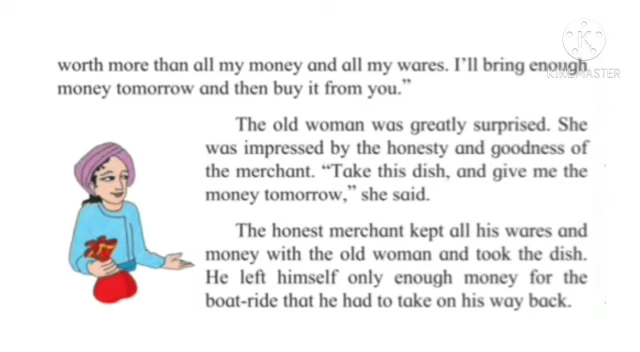 worth more than all my money and all my wares. I'll bring enough
money tomorrow and then buy it from you."
The old woman was greatly surprised. She
was impressed by the honesty and goodness of
the merchant. "Take this dish, and give me the
money tomorrow," she said.
The honest merchant kept all his wares and
money with the old woman and took the dish.
He left himself only enough money for the
boat-ride that he had to take on his way back.
KINEMASTER